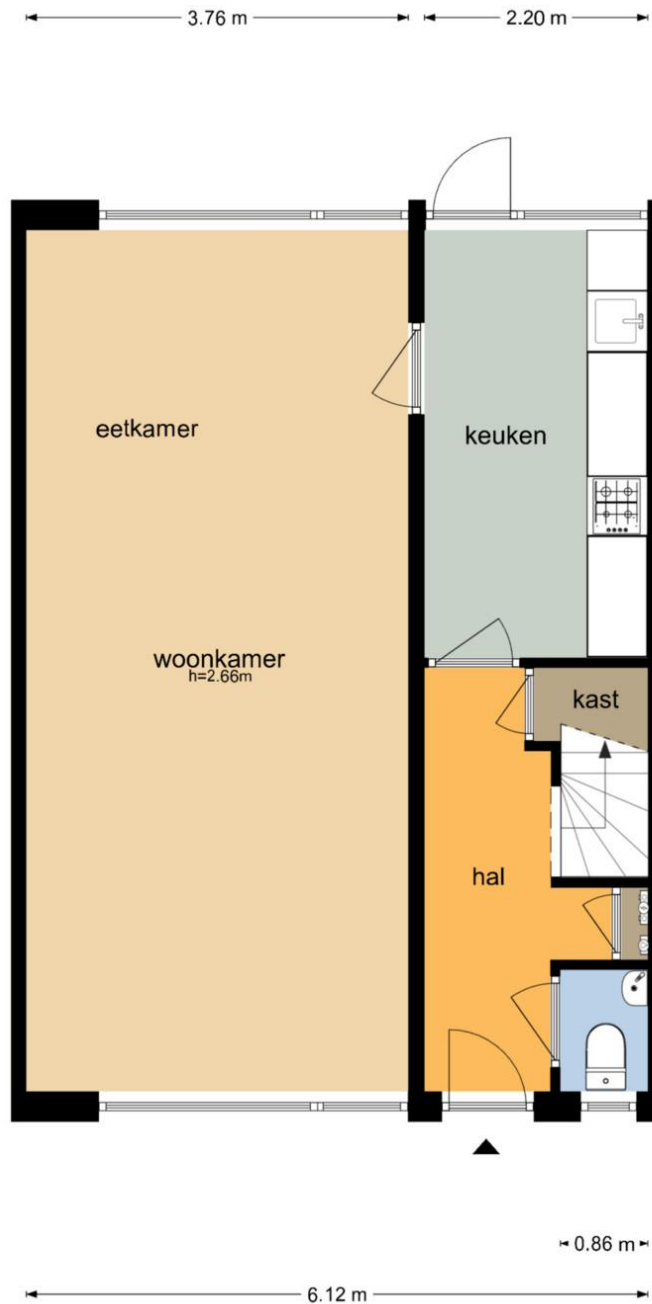 3.76 m
2.20 m
eetkamer
keuken
woonkamer
h=2.66m
kast
hal
0.86 m
6.12 m